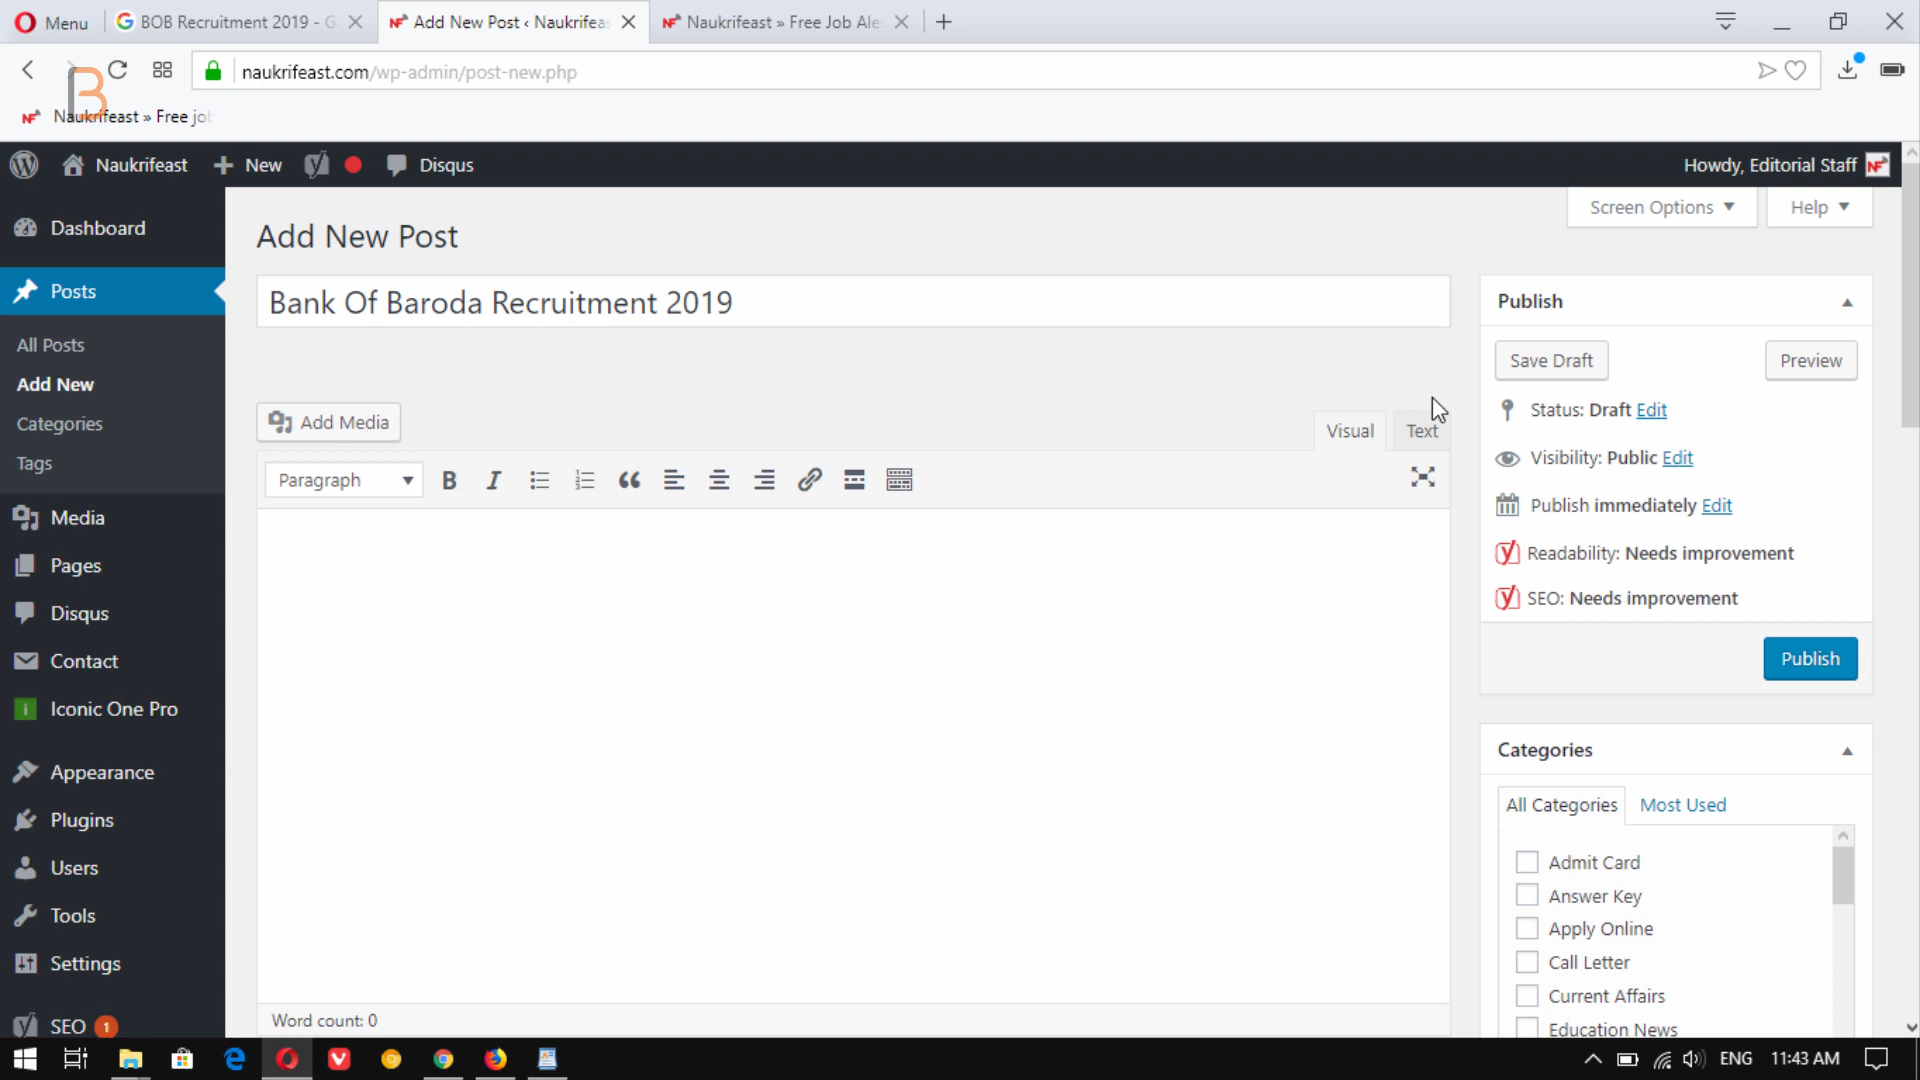 Menu
BOB Recruitment 2019 - G
Add New Post ‹ Naukrifeas
NF
Naukrifeast » Free Job Ale
naukrifeast.com/wp-admin/post-new.php
B
NF
Naukrifeast » Free job
Naukrifeast
New
Disqus
Howdy, Editorial Staff
NF
Screen Options
Help
Dashboard
Posts
All Posts
Add New
Categories
Tags
Media
Pages
Disqus
Contact
Iconic One Pro
Appearance
Plugins
Users
Tools
Settings
SEO 1
Add New Post
Bank Of Baroda Recruitment 2019
Add Media
Visual
Text
Paragraph
B
I
Word count: 0
Publish
Save Draft
Preview
Status: Draft Edit
Visibility: Public Edit
Publish immediately Edit
Readability: Needs improvement
SEO: Needs improvement
Publish
Categories
All Categories
Most Used
Admit Card
Answer Key
Apply Online
Call Letter
Current Affairs
Education News
ENG
11:43 AM